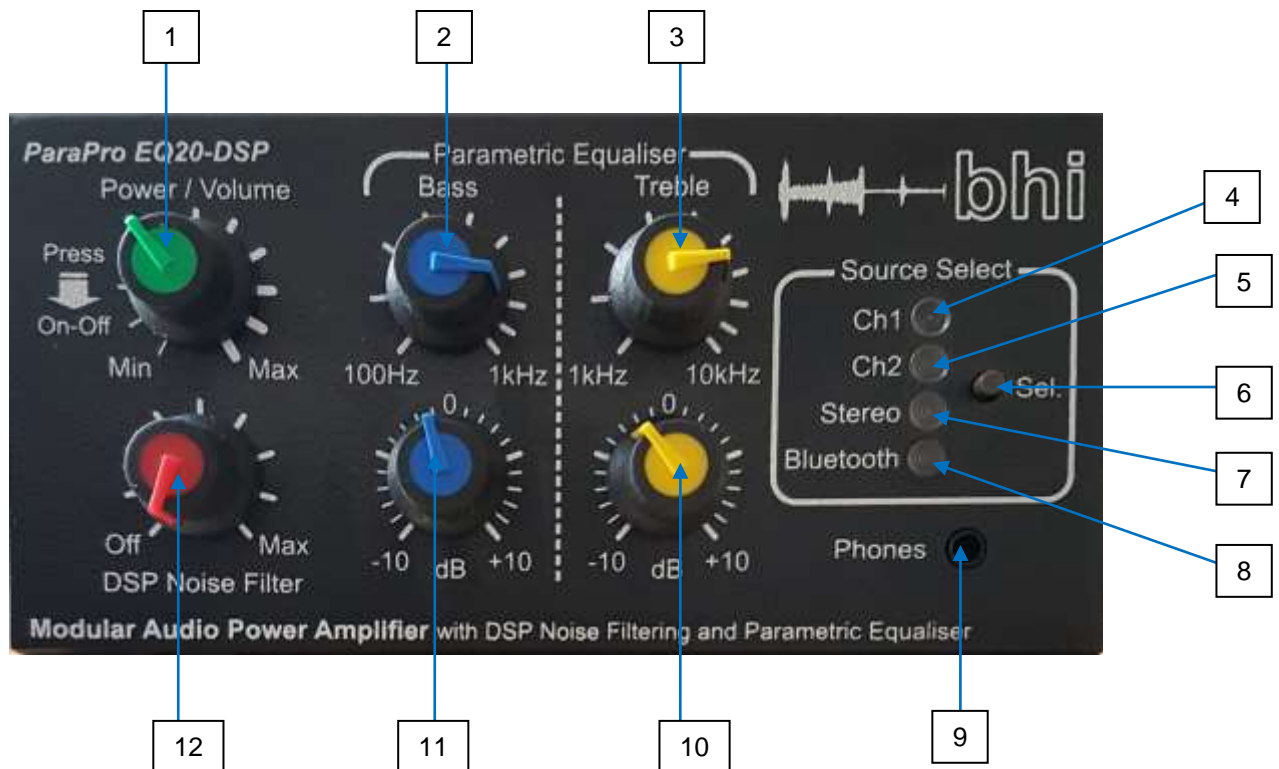 1 2 3
ParaPro EQ20-DSP
Power / Volume
Press
On-Off
Min Max
Parametric Equaliser
Bass Treble
100Hz 1kHz 1kHz 10kHz
bhi
Source Select
Ch1
Ch2
Sel.
Stereo
Bluetooth
4
5
6
7
8
Off Max
DSP Noise Filter
0 0
-10 dB +10 -10 dB +10
Phones
Modular Audio Power Amplifier with DSP Noise Filtering and Parametric Equaliser
12 11 10 9